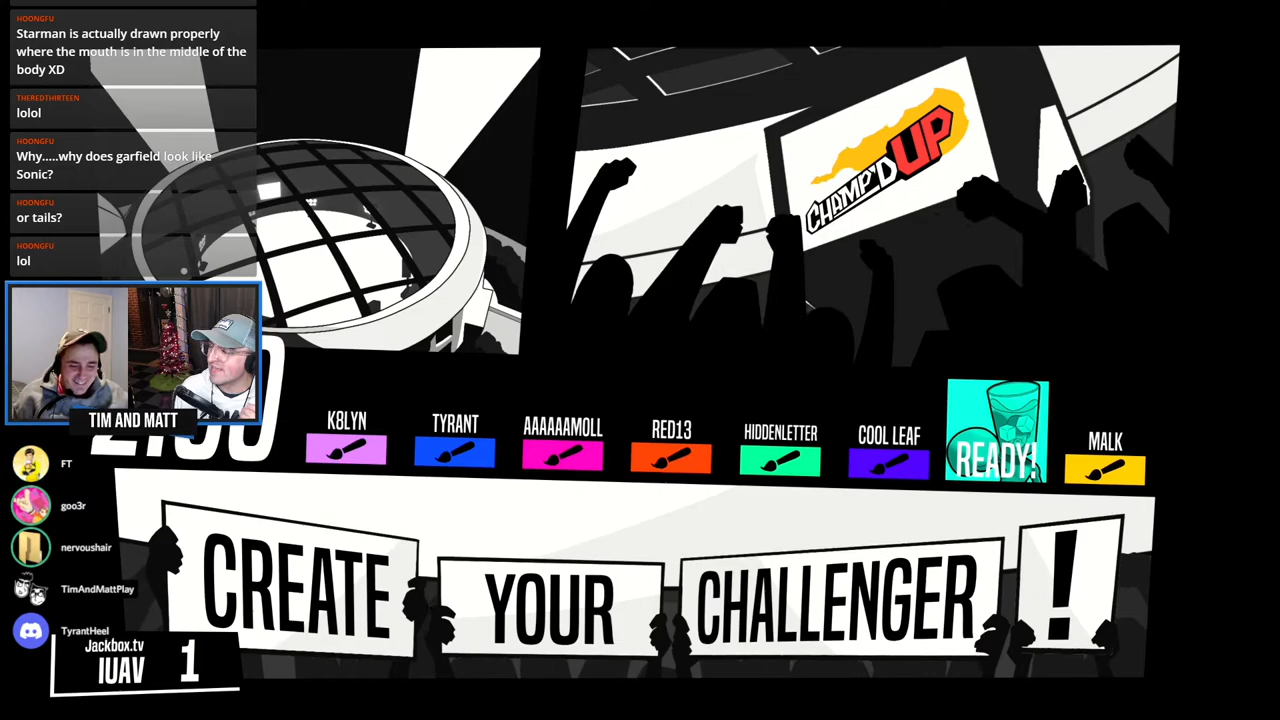 HOONGFU
Starman is actually drawn properly
where the mouth is in the middle of the
body XD
THEREDTHIRTEEN
lolol
HOONGFU
Why.....why does garfield look like
Sonic?
HOONGFU
or tails?
HOONGFU
lol
CHAMP'D UP
TIM AND MATT
K8LYN
TYRANT
AAAAAAMOLL
RED13
HIDDENLETTER
COOL LEAF
READY!
MALK
FT
goo3r
nervoushair
TimAndMattPlay
TyrantHeel
CREATE YOUR CHALLENGER !
Jackbox.tv
IUAV 1